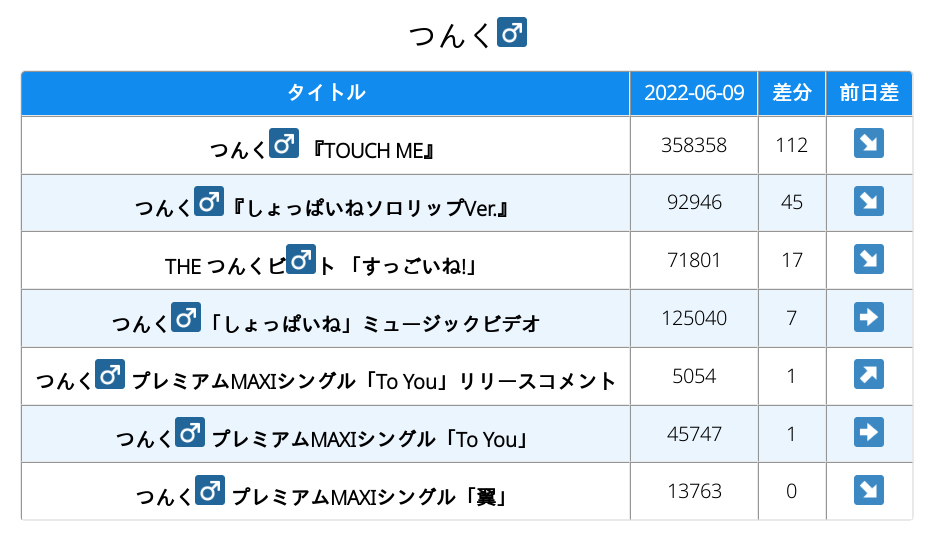 つんく♂
タイトル 2022-06-09 差分 前日差
つんく♂ 『TOUCH ME』 358358 112 ↘
つんく♂『しょっぱいねソロリップVer.』 92946 45 ↘
THE つんくビ♂ト 「すっごいね!」 71801 17 ↘
つんく♂「しょっぱいね」ミュージックビデオ 125040 7 ➡
つんく♂ プレミアムMAXIシングル「To You」リリースコメント 5054 1 ↗
つんく♂ プレミアムMAXIシングル「To You」 45747 1 ➡
つんく♂ プレミアムMAXIシングル「翼」 13763 0 ↘